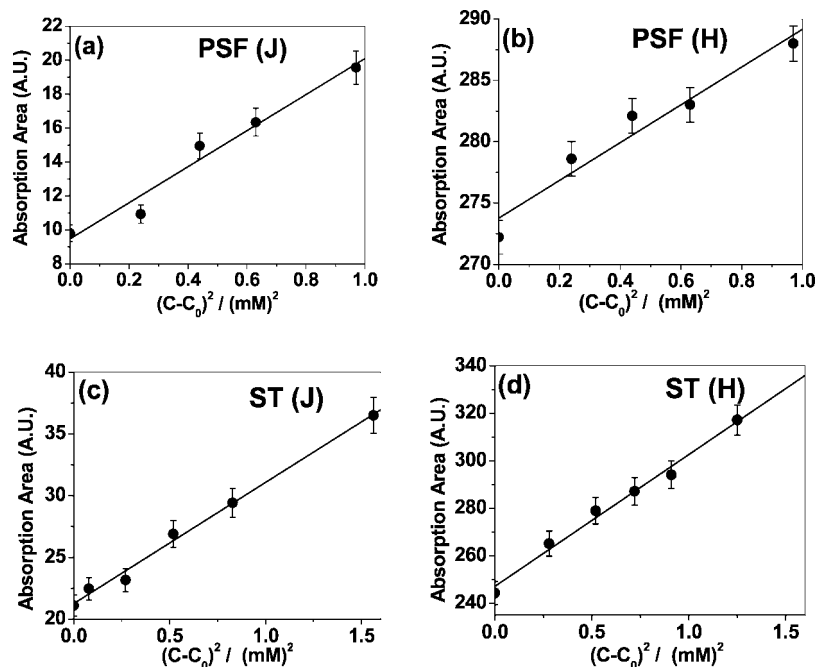 (a) PSF (J)
Absorption Area (A.U.)
20
18
16
14
12
10
8
0.0 0.2 0.4 0.6 0.8 1.0
(C-C₀)² / (mM)²
(b) PSF (H)
Absorption Area (A.U.)
290
285
280
275
270
0.0 0.2 0.4 0.6 0.8 1.0
(C-C₀)² / (mM)²
(c) ST (J)
Absorption Area (A.U.)
40
35
30
25
20
0.0 0.5 1.0 1.5
(C-C₀)² / (mM)²
(d) ST (H)
Absorption Area (A.U.)
340
320
300
280
260
240
0.0 0.5 1.0 1.5
(C-C₀)² / (mM)²